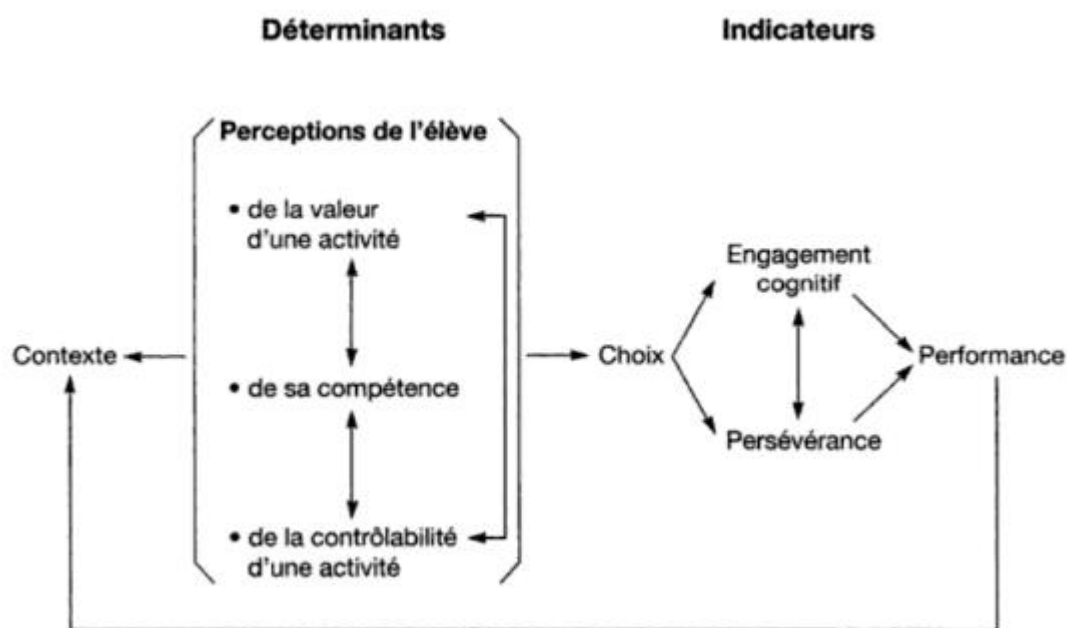 Déterminants
Indicateurs
Perceptions de l'élève
• de la valeur
d'une activité
• de sa compétence
• de la contrôlabilité
d'une activité
Contexte
Choix
Engagement
cognitif
Persévérance
Performance